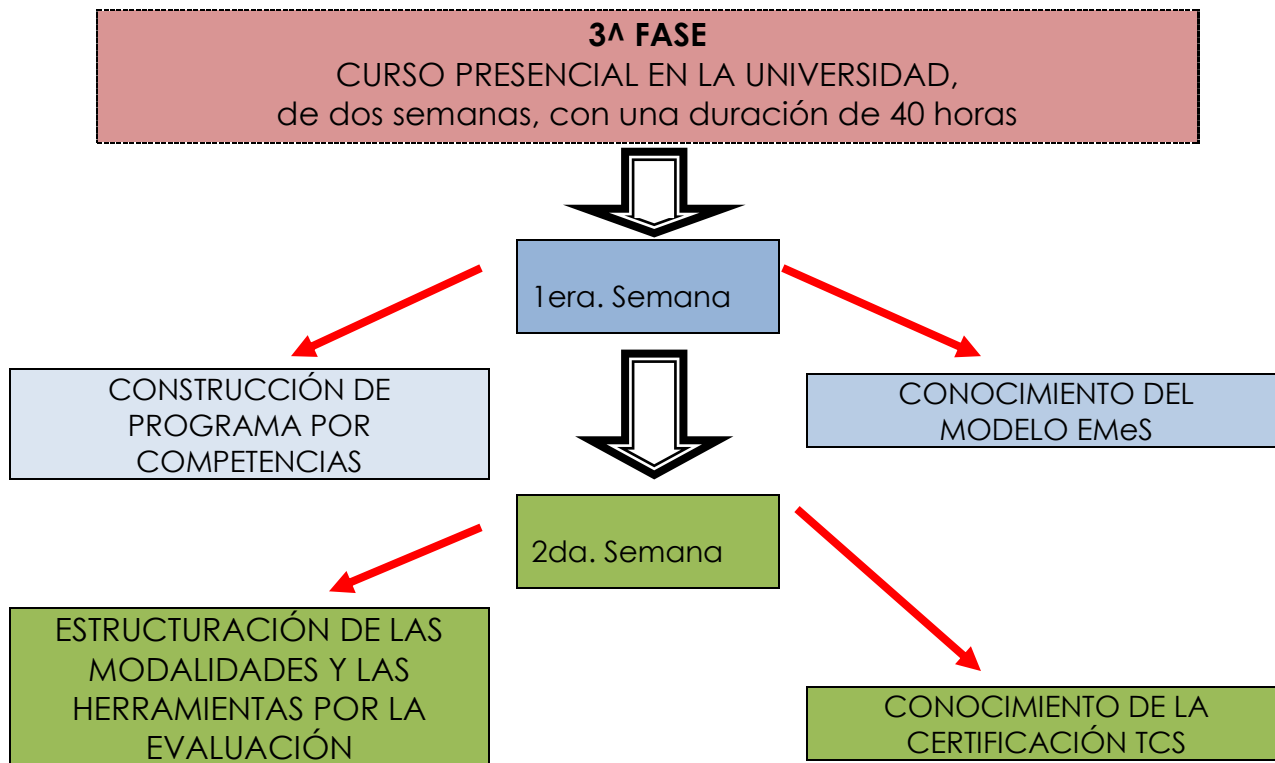 3^ FASE
CURSO PRESENCIAL EN LA UNIVERSIDAD,
de dos semanas, con una duración de 40 horas
1era. Semana
CONSTRUCCIÓN DE
PROGRAMA POR
COMPETENCIAS
CONOCIMIENTO DEL
MODELO EMeS
2da. Semana
ESTRUCTURACIÓN DE LAS
MODALIDADES Y LAS
HERRAMIENTAS POR LA
EVALUACIÓN
CONOCIMIENTO DE LA
CERTIFICACIÓN TCS